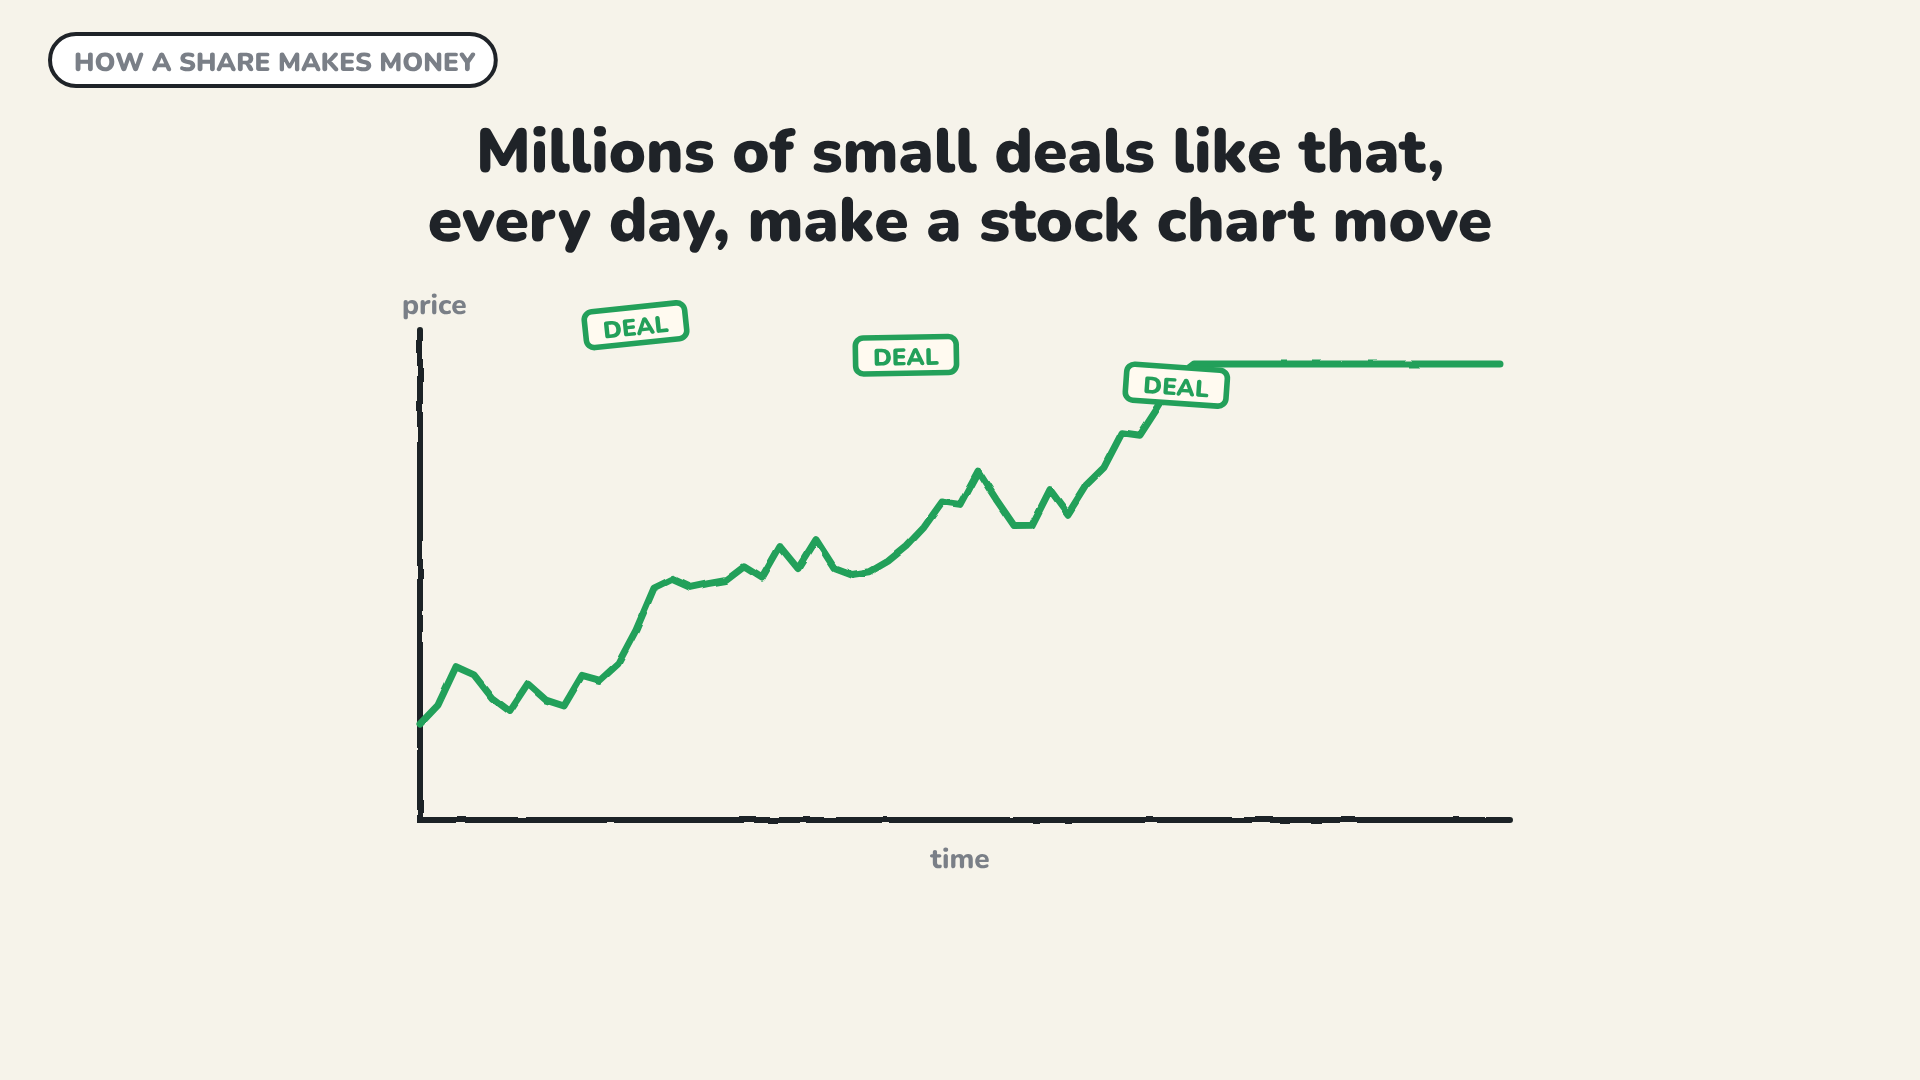 HOW A SHARE MAKES MONEY
Millions of small deals like that,
every day, make a stock chart move
price
DEAL
DEAL
DEAL
time